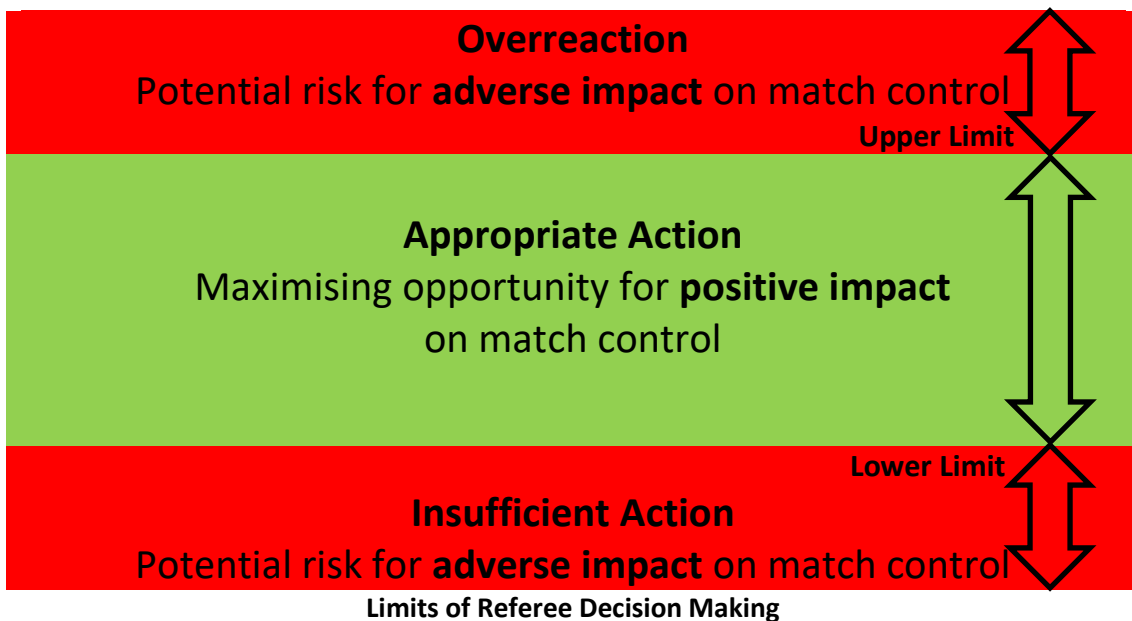 Overreaction
Potential risk for adverse impact on match control
Upper Limit
Appropriate Action
Maximising opportunity for positive impact
on match control
Lower Limit
Insufficient Action
Potential risk for adverse impact on match control
Limits of Referee Decision Making